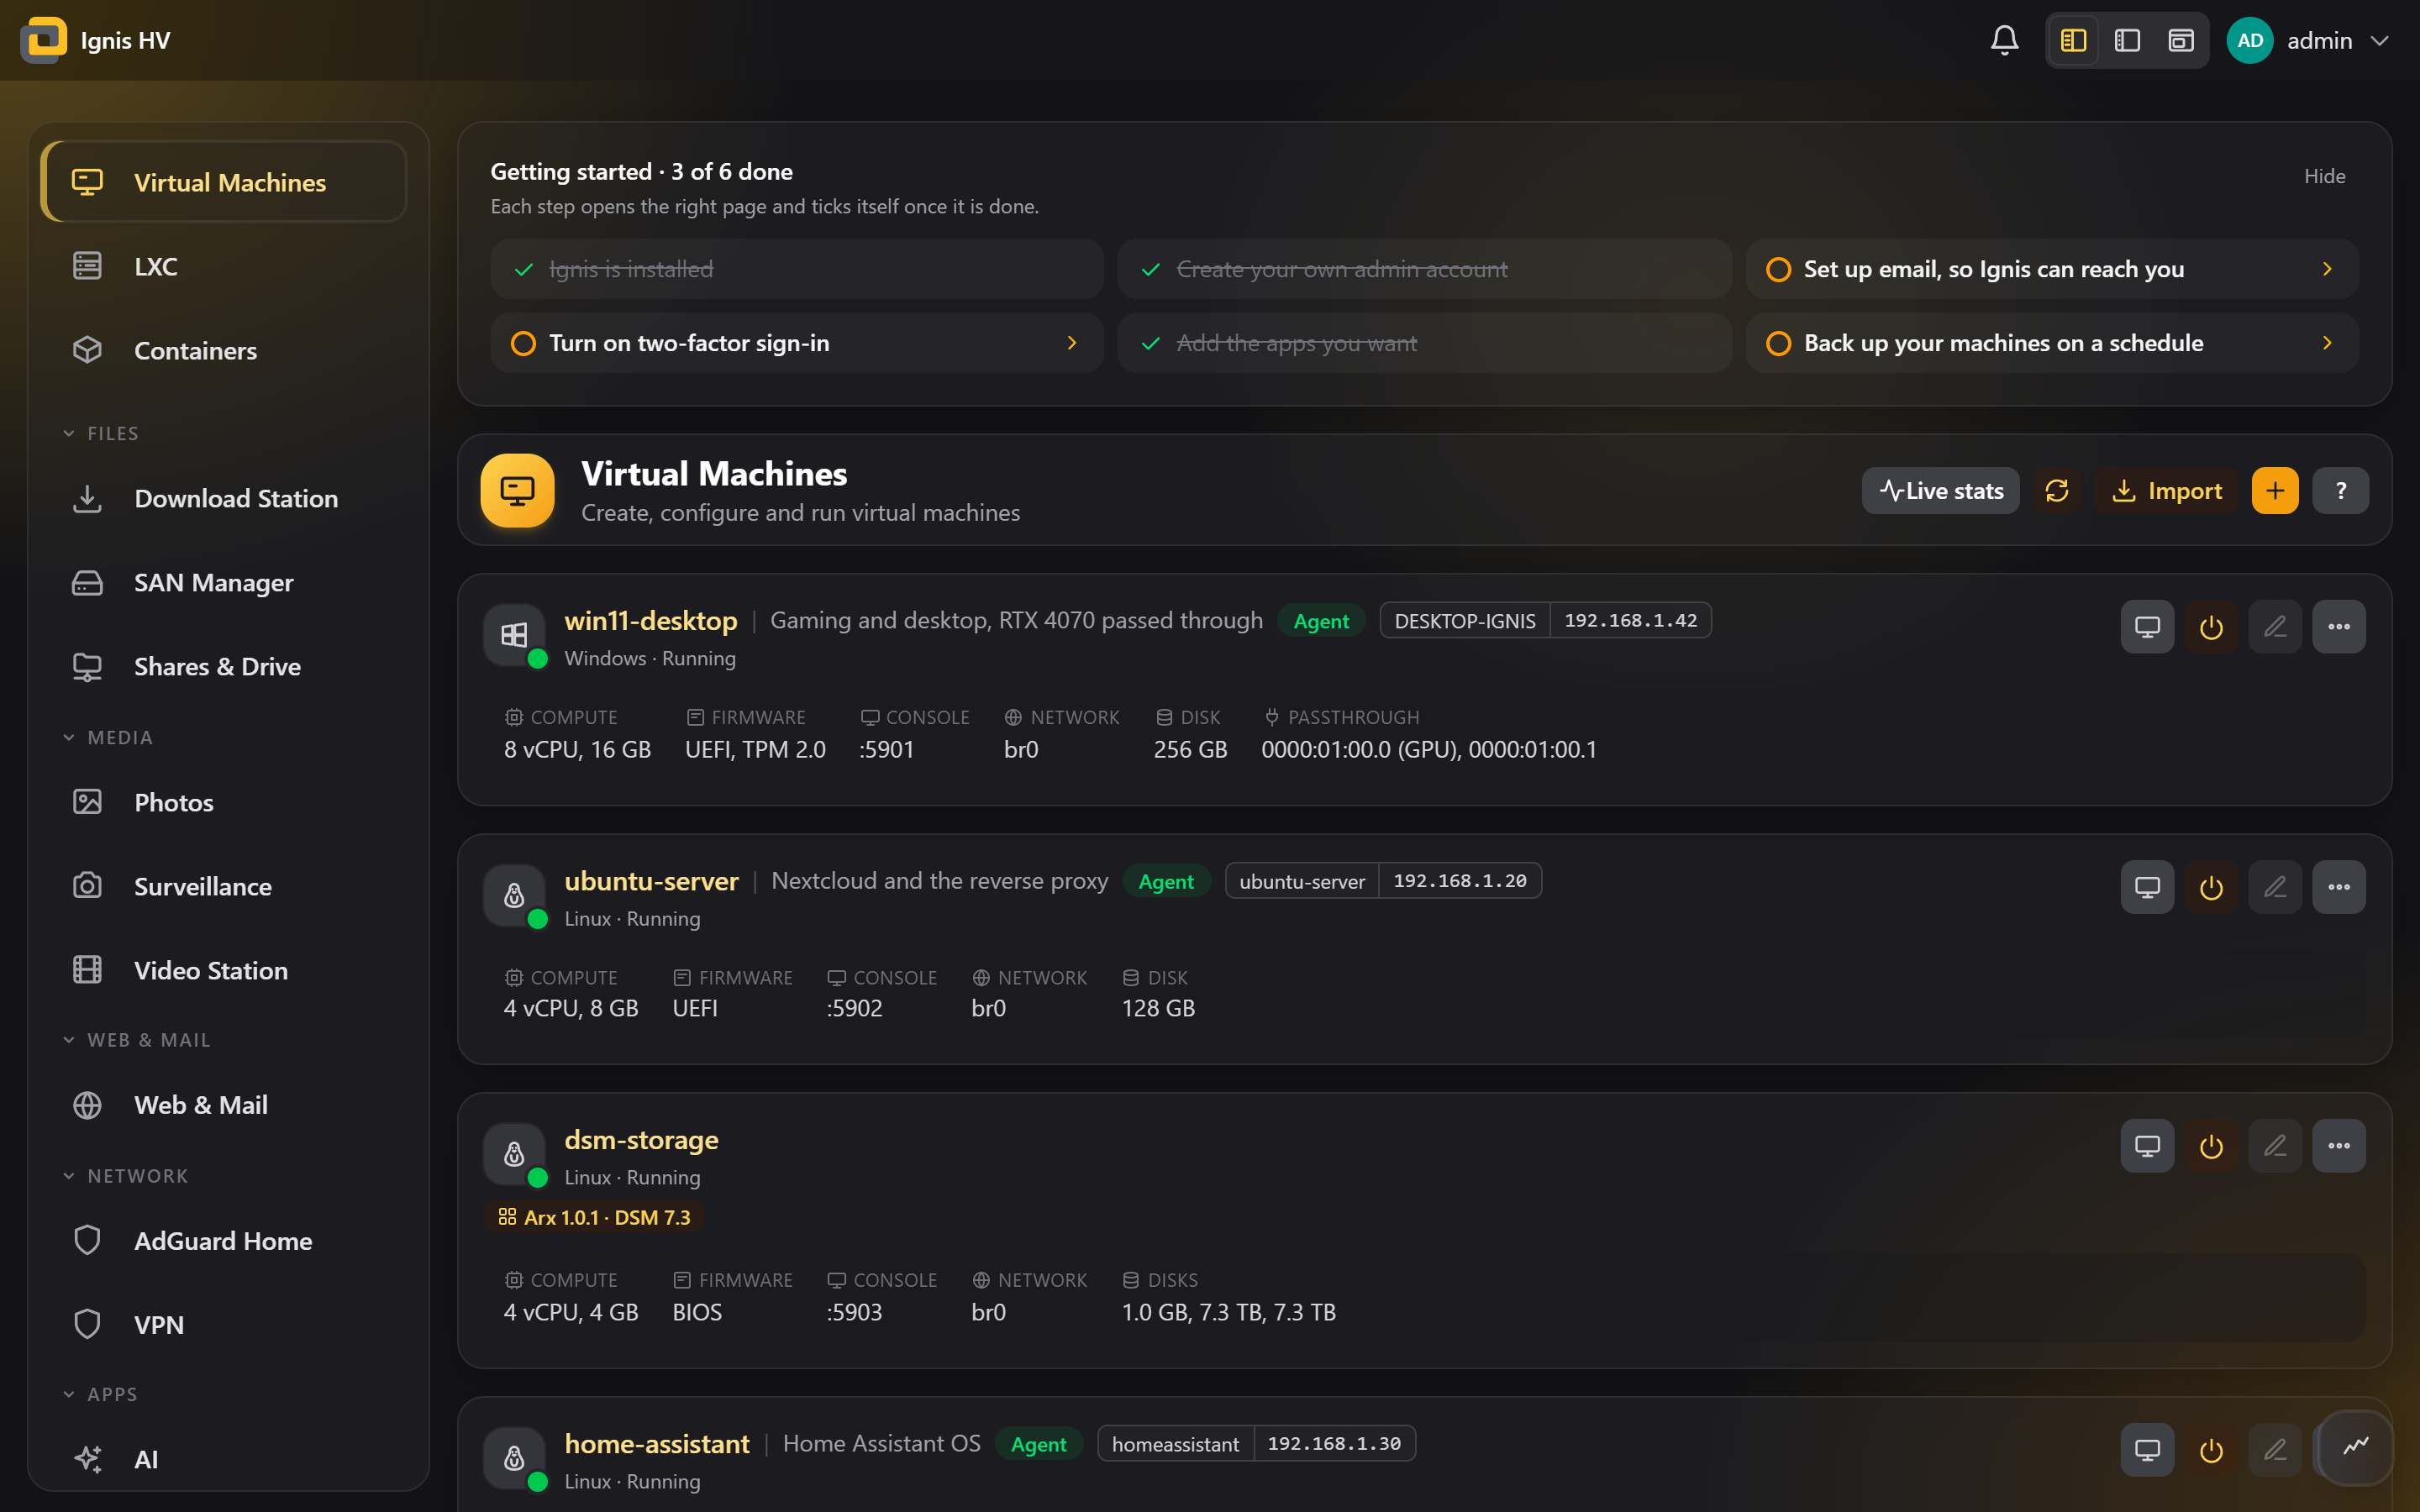 Ignis HV
AD admin
Virtual Machines
LXC
Containers
FILES
Download Station
SAN Manager
Shares & Drive
MEDIA
Photos
Surveillance
Video Station
WEB & MAIL
Web & Mail
NETWORK
AdGuard Home
VPN
APPS
AI
Getting started · 3 of 6 done
Hide
Each step opens the right page and ticks itself once it is done.
Ignis is installed
Create your own admin account
Set up email, so Ignis can reach you
Turn on two-factor sign-in
Add the apps you want
Back up your machines on a schedule
Virtual Machines
Create, configure and run virtual machines
Live stats
Import
?
win11-desktop | Gaming and desktop, RTX 4070 passed through Agent DESKTOP-IGNIS 192.168.1.42
Windows · Running
COMPUTE FIRMWARE CONSOLE NETWORK DISK PASSTHROUGH
8 vCPU, 16 GB UEFI, TPM 2.0 :5901 br0 256 GB 0000:01:00.0 (GPU), 0000:01:00.1
ubuntu-server | Nextcloud and the reverse proxy Agent ubuntu-server 192.168.1.20
Linux · Running
COMPUTE FIRMWARE CONSOLE NETWORK DISK
4 vCPU, 8 GB UEFI :5902 br0 128 GB
dsm-storage
Linux · Running
Arx 1.0.1 · DSM 7.3
COMPUTE FIRMWARE CONSOLE NETWORK DISKS
4 vCPU, 4 GB BIOS :5903 br0 1.0 GB, 7.3 TB, 7.3 TB
home-assistant | Home Assistant OS Agent homeassistant 192.168.1.30
Linux · Running